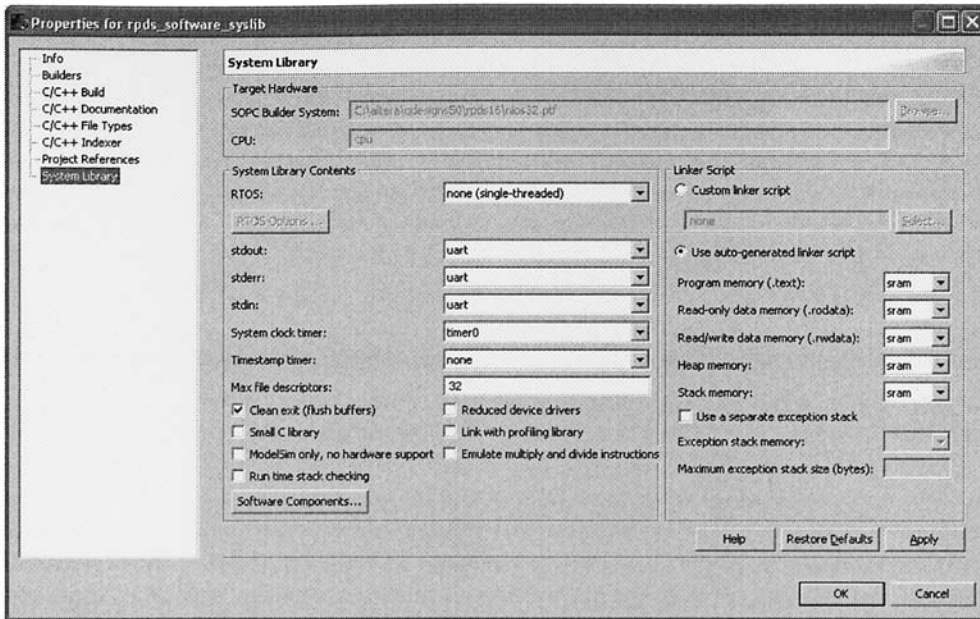 Properties for rpds_software_syslib
Info
Builders
C/C++ Build
C/C++ Documentation
C/C++ File Types
C/C++ Indexer
Project References
System Library
System Library
Target Hardware
SOPC Builder System: C:\altera\qdesigns50\rpds16\nios32.ptf Browse...
CPU: cpu
System Library Contents
RTOS: none (single-threaded)
RTOS Options ...
stdout: uart
stderr: uart
stdin: uart
System clock timer: timer0
Timestamp timer: none
Max file descriptors: 32
Clean exit (flush buffers) Reduced device drivers
Small C library Link with profiling library
ModelSim only, no hardware support Emulate multiply and divide instructions
Run time stack checking
Software Components...
Linker Script
Custom linker script
none Select...
Use auto-generated linker script
Program memory (.text): sram
Read-only data memory (.rodata): sram
Read/write data memory (.rwdata): sram
Heap memory: sram
Stack memory: sram
Use a separate exception stack
Exception stack memory:
Maximum exception stack size (bytes):
Help Restore Defaults Apply
OK Cancel